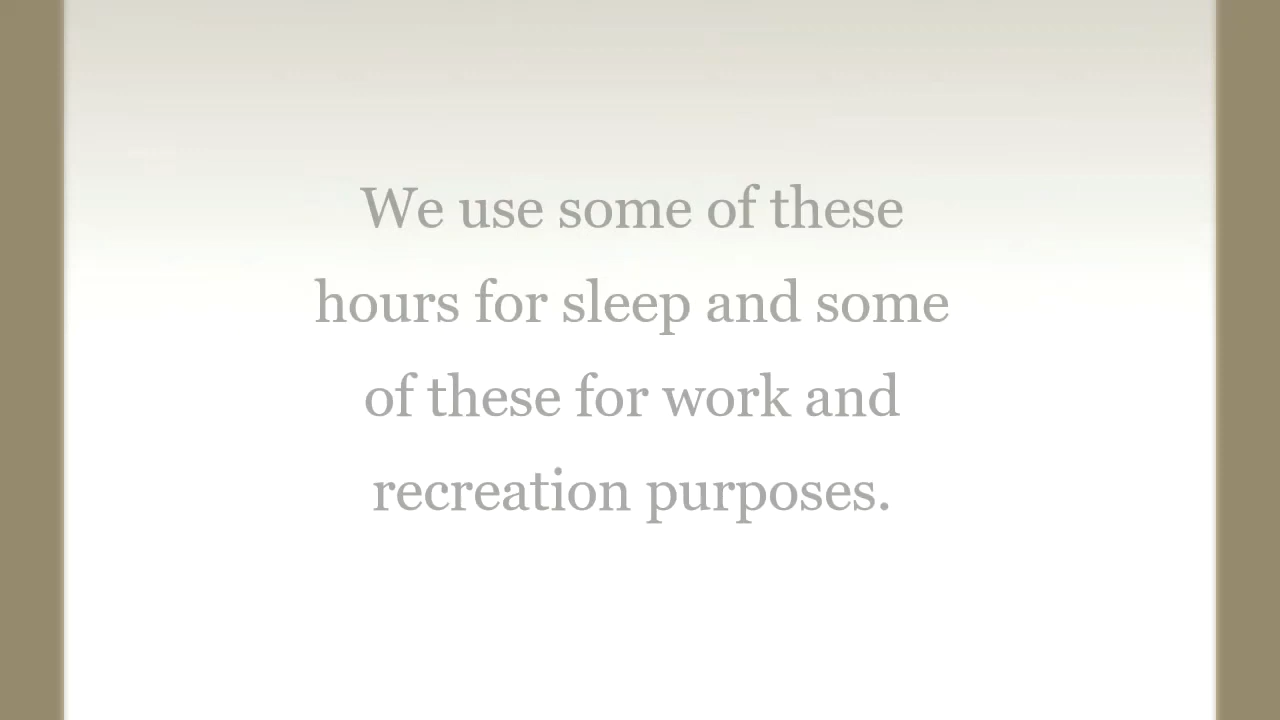 We use some of these
hours for sleep and some
of these for work and
recreation purposes.